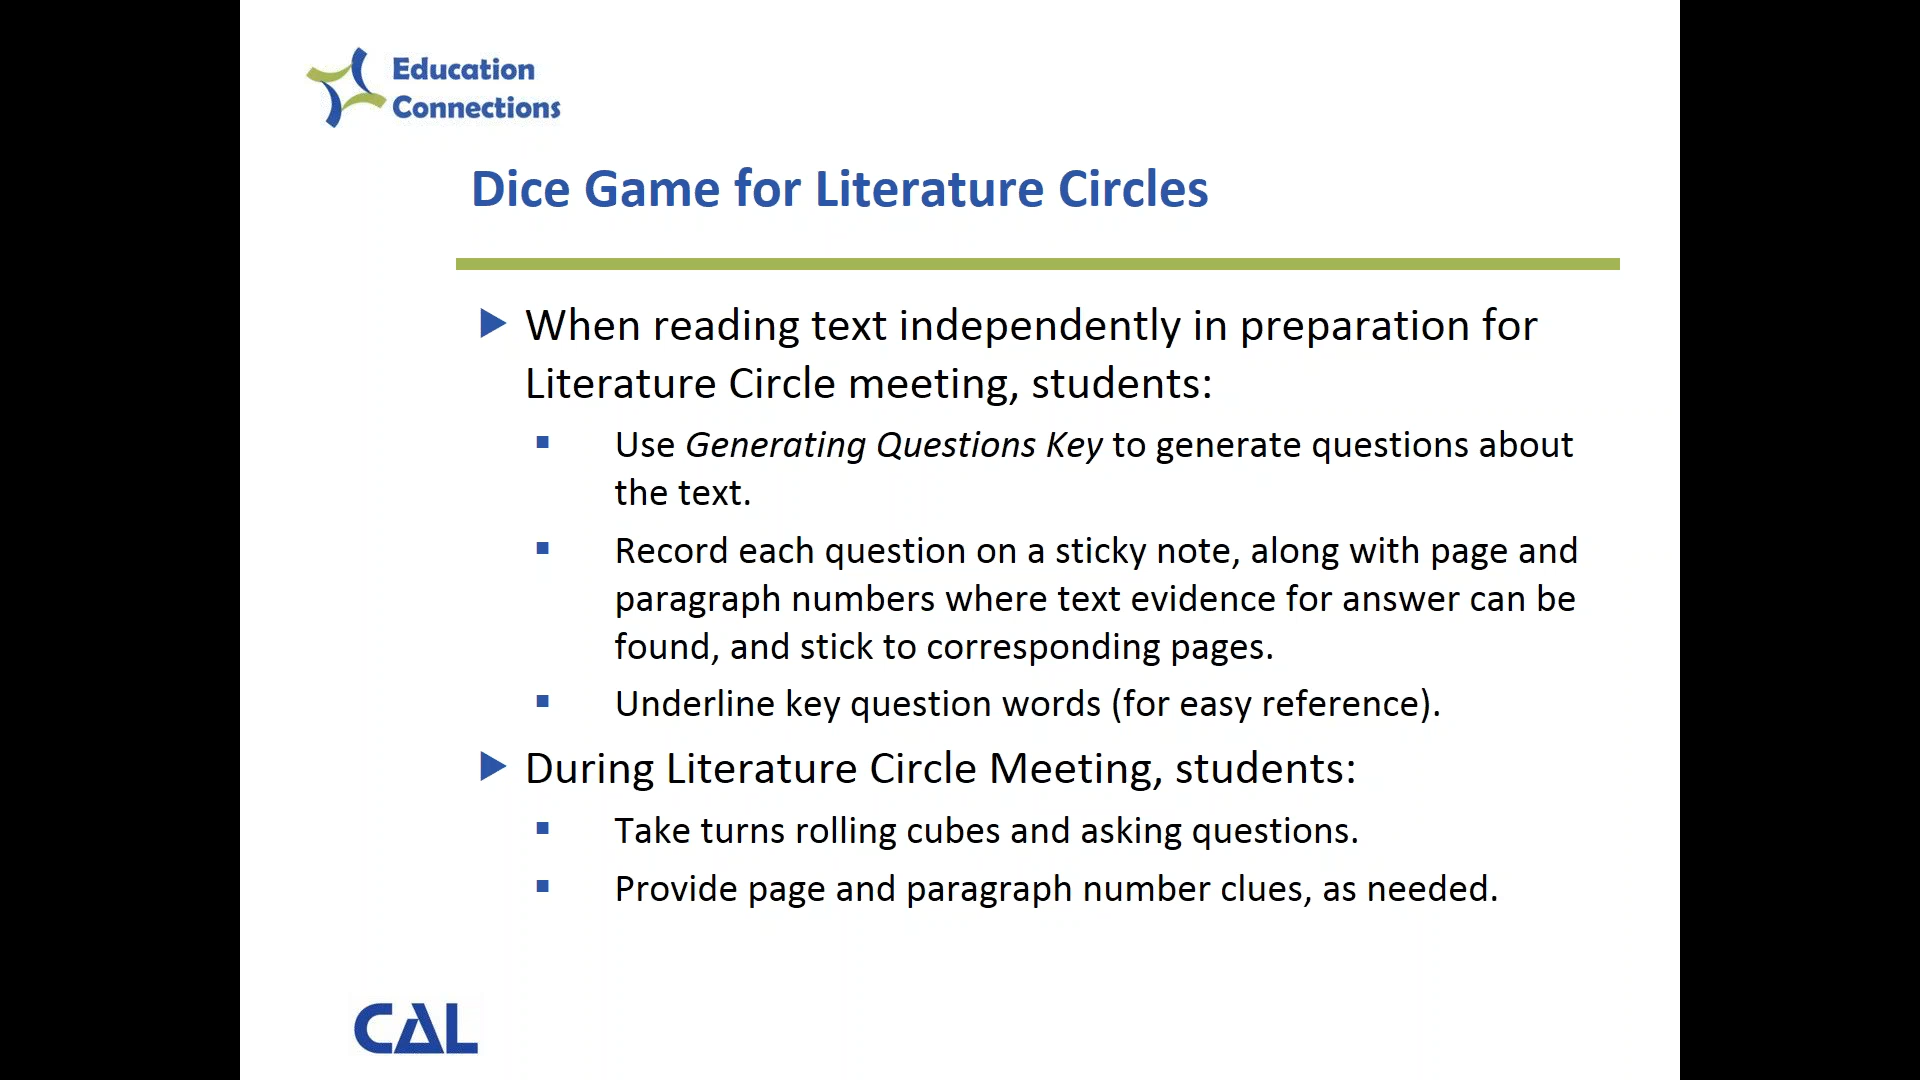 Education
Connections
Dice Game for Literature Circles
When reading text independently in preparation for
Literature Circle meeting, students:
Use Generating Questions Key to generate questions about
the text.
Record each question on a sticky note, along with page and
paragraph numbers where text evidence for answer can be
found, and stick to corresponding pages.
Underline key question words (for easy reference).
During Literature Circle Meeting, students:
Take turns rolling cubes and asking questions.
Provide page and paragraph number clues, as needed.
CAL